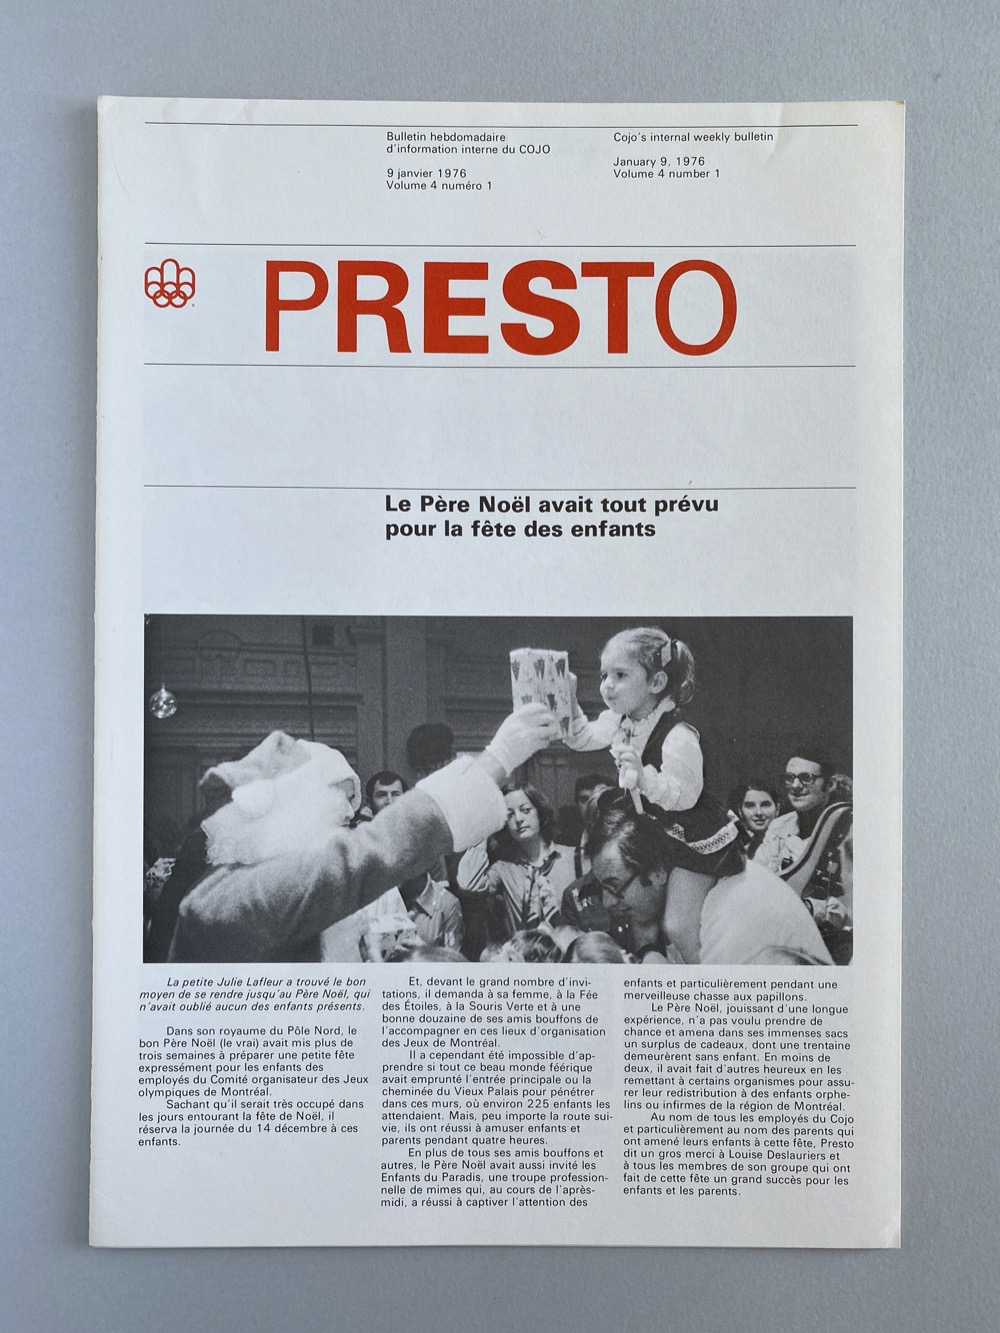 Bulletin hebdomadaire
d'information interne du COJO
9 janvier 1976
Volume 4 numéro 1
Cojo's internal weekly bulletin
January 9, 1976
Volume 4 number 1
PRESTO
Le Père Noël avait tout prévu
pour la fête des enfants
La petite Julie Lafleur a trouvé le bon
moyen de se rendre jusqu'au Père Noël, qui
n'avait oublié aucun des enfants présents.
Dans son royaume du Pôle Nord, le
bon Père Noël (le vrai) avait mis plus de
trois semaines à préparer une petite fête
expressément pour les enfants des
employés du Comité organisateur des Jeux
olympiques de Montréal.
Sachant qu'il serait très occupé dans
les jours entourant la fête de Noël, il
réserva la journée du 14 décembre à ces
enfants.
Et, devant le grand nombre d'invi-
tations, il demanda à sa femme, à la Fée
des Étoiles, à la Souris Verte et à une
bonne douzaine de ses amis bouffons de
l'accompagner en ces lieux d'organisation
des Jeux de Montréal.
Il a cependant été impossible d'ap-
prendre si tout ce beau monde féérique
avait emprunté l'entrée principale ou la
cheminée du Vieux Palais pour pénétrer
dans ces murs, où environ 225 enfants les
attendaient. Mais, peu importe la route sui-
vie, ils ont réussi à amuser enfants et
parents pendant quatre heures.
En plus de tous ses amis bouffons et
autres, le Père Noël avait aussi invité les
Enfants du Paradis, une troupe profession-
nelle de mimes qui, au cours de l'après-
midi, a réussi à captiver l'attention des
enfants et particulièrement pendant une
merveilleuse chasse aux papillons.
Le Père Noël, jouissant d'une longue
expérience, n'a pas voulu prendre de
chance et amena dans ses immenses sacs
un surplus de cadeaux, dont une trentaine
demeurèrent sans enfant. En moins de
deux, il avait fait d'autres heureux en les
remettant à certains organismes pour assu-
rer leur redistribution à des enfants orphe-
lins ou infirmes de la région de Montréal.
Au nom de tous les employés du Cojo
et particulièrement au nom des parents qui
ont amené leurs enfants à cette fête, Presto
dit un gros merci à Louise Deslauriers et
à tous les membres de son groupe qui ont
fait de cette fête un grand succès pour les
enfants et les parents.